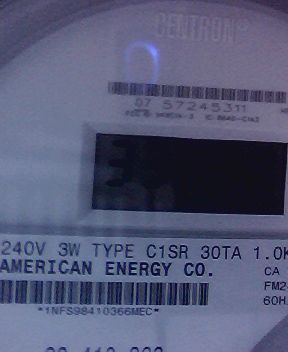 CENTRON
07 57245311
240V 3W TYPE C1SR 30TA 1.0K
AMERICAN ENERGY CO.
CA
FM2
60H
*1NFS98410366MEC*